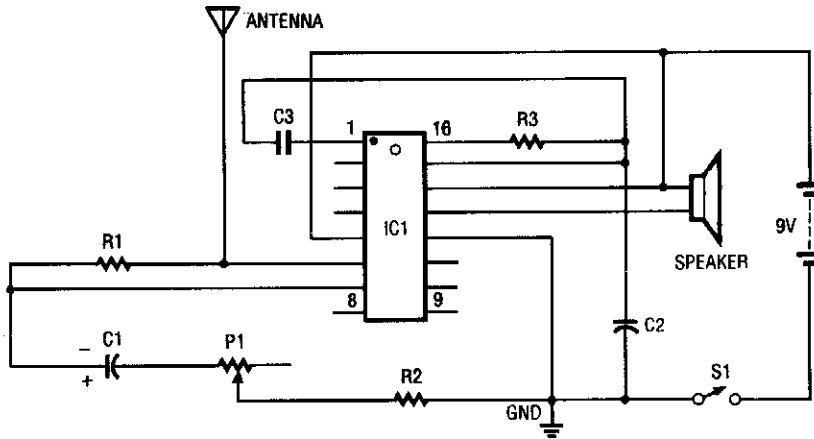 ANTENNA
C3
1
16
R3
IC1
9V
R1
SPEAKER
8
9
C1
P1
C2
−
+
R2
S1
GND